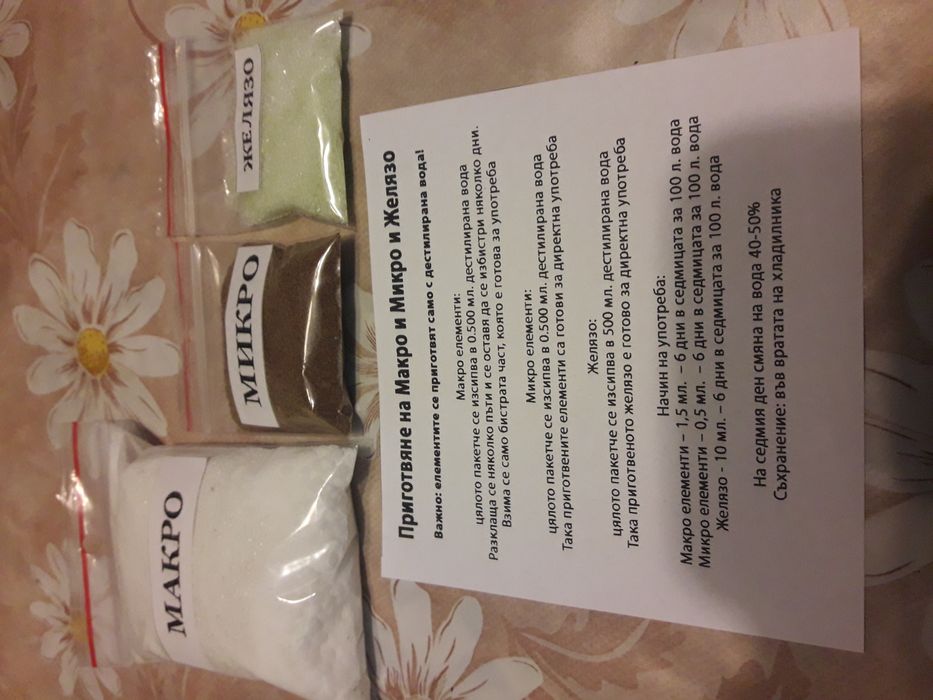 МАКРО
МИКРО
ЖЕЛЯЗО
Приготвяне на Макро и Микро и Желязо
Важно: елементите се приготвят само с дестилирана вода!
Макро елементи:
цялото пакетче се изсипва в 0.500 мл. дестилирана вода
Разклаща се няколко пъти и се оставя да се избистри няколко дни.
Взима се само бистрата част, която е готова за употреба
Микро елементи:
цялото пакетче се изсипва в 0.500 мл. дестилирана вода
Така приготвените елементи са готови за директна употреба
Желязо:
цялото пакетче се изсипва в 500 мл. дестилирана вода
Така приготвеното желязо е готово за директна употреба
Начин на употреба:
Макро елементи – 1,5 мл. – 6 дни в седмицата за 100 л. вода
Микро елементи – 0,5 мл. – 6 дни в седмицата за 100 л. вода
Желязо - 10 мл. – 6 дни в седмицата за 100 л. вода
На седмия ден смяна на вода 40-50%
Съхранение: във вратата на хладилника